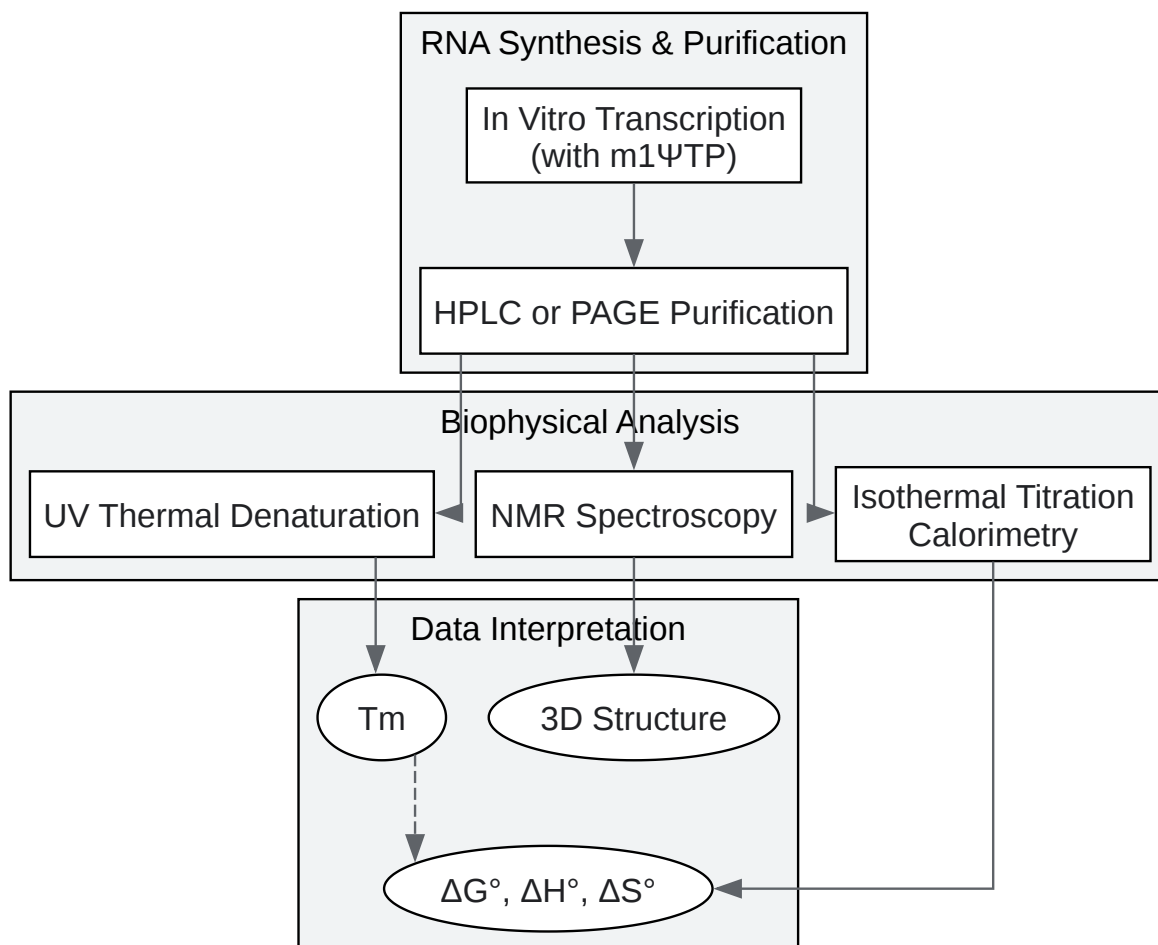 RNA Synthesis & Purification
In Vitro Transcription
(with m1ΨTP)
HPLC or PAGE Purification
Biophysical Analysis
UV Thermal Denaturation
NMR Spectroscopy
Isothermal Titration
Calorimetry
Data Interpretation
Tm
3D Structure
ΔG°, ΔH°, ΔS°